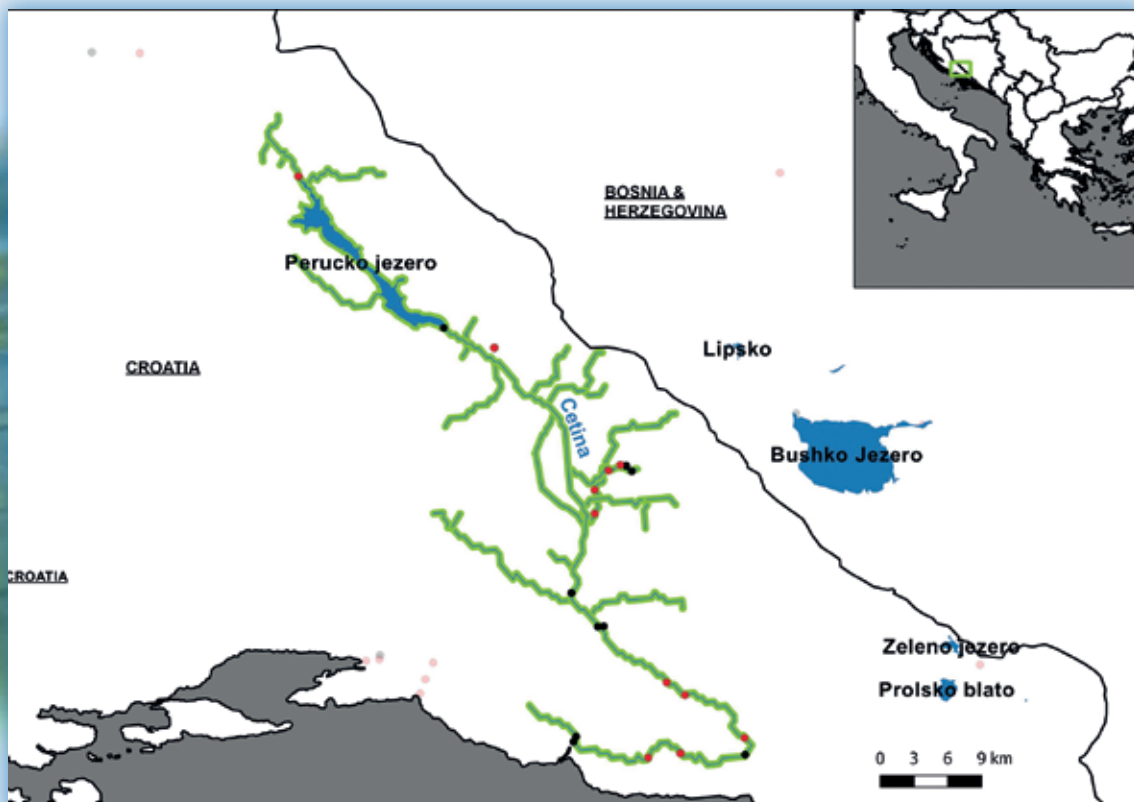 BOSNIA &
HERZEGOVINA
Perucko jezero
Lipsko
CROATIA
Cetina
Bushko Jezero
CROATIA
Zeleno jezero
Prolsko blato
0 3 6 9 km